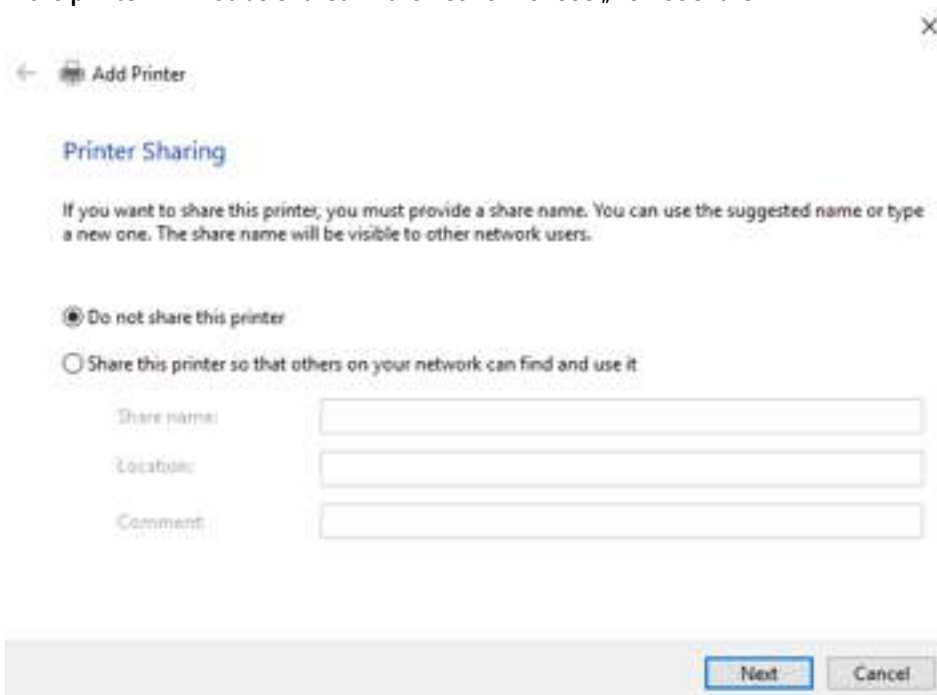 Add Printer
Printer Sharing
If you want to share this printer, you must provide a share name. You can use the suggested name or type
a new one. The share name will be visible to other network users.
Do not share this printer
Share this printer so that others on your network can find and use it
Share name:
Location:
Comment:
Next
Cancel